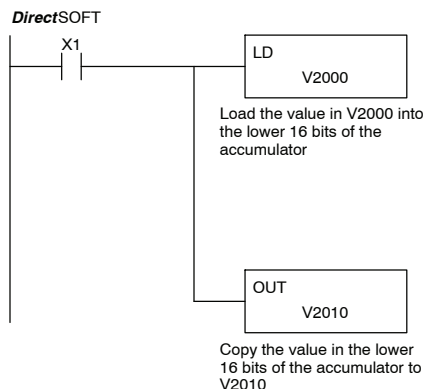 DirectSOFT
X1
LD
V2000
Load the value in V2000 into
the lower 16 bits of the
accumulator
OUT
V2010
Copy the value in the lower
16 bits of the accumulator to
V2010